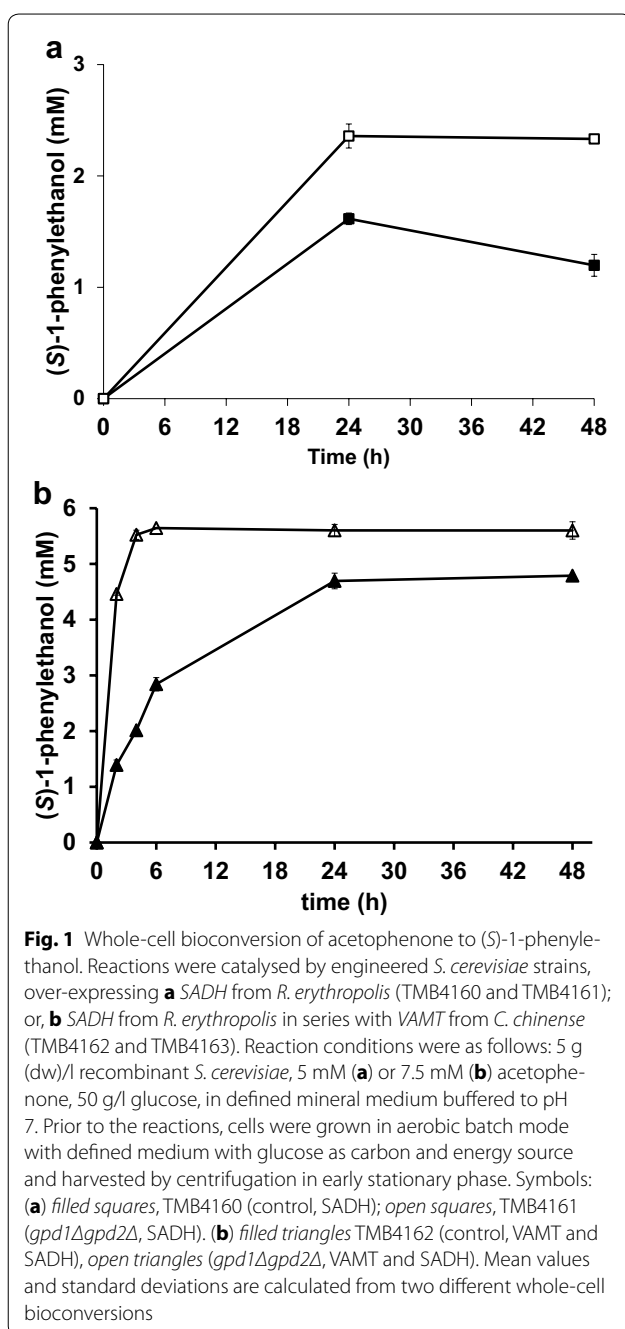 a
3
2
1
0
(S)-1-phenylethanol (mM)
0 6 12 18 24 30 36 42 48
Time (h)
b
6
5
4
3
2
1
0
(S)-1-phenylethanol (mM)
0 6 12 18 24 30 36 42 48
time (h)
Fig. 1 Whole-cell bioconversion of acetophenone to (S)-1-phenyle-
thanol. Reactions were catalysed by engineered S. cerevisiae strains,
over-expressing a SADH from R. erythropolis (TMB4160 and TMB4161);
or, b SADH from R. erythropolis in series with VAMT from C. chinense
(TMB4162 and TMB4163). Reaction conditions were as follows: 5 g
(dw)/l recombinant S. cerevisiae, 5 mM (a) or 7.5 mM (b) acetophe-
none, 50 g/l glucose, in defined mineral medium buffered to pH
7. Prior to the reactions, cells were grown in aerobic batch mode
with defined medium with glucose as carbon and energy source
and harvested by centrifugation in early stationary phase. Symbols:
(a) filled squares, TMB4160 (control, SADH); open squares, TMB4161
(gpd1Δgpd2Δ, SADH). (b) filled triangles TMB4162 (control, VAMT and
SADH), open triangles (gpd1Δgpd2Δ, VAMT and SADH). Mean values
and standard deviations are calculated from two different whole-cell
bioconversions